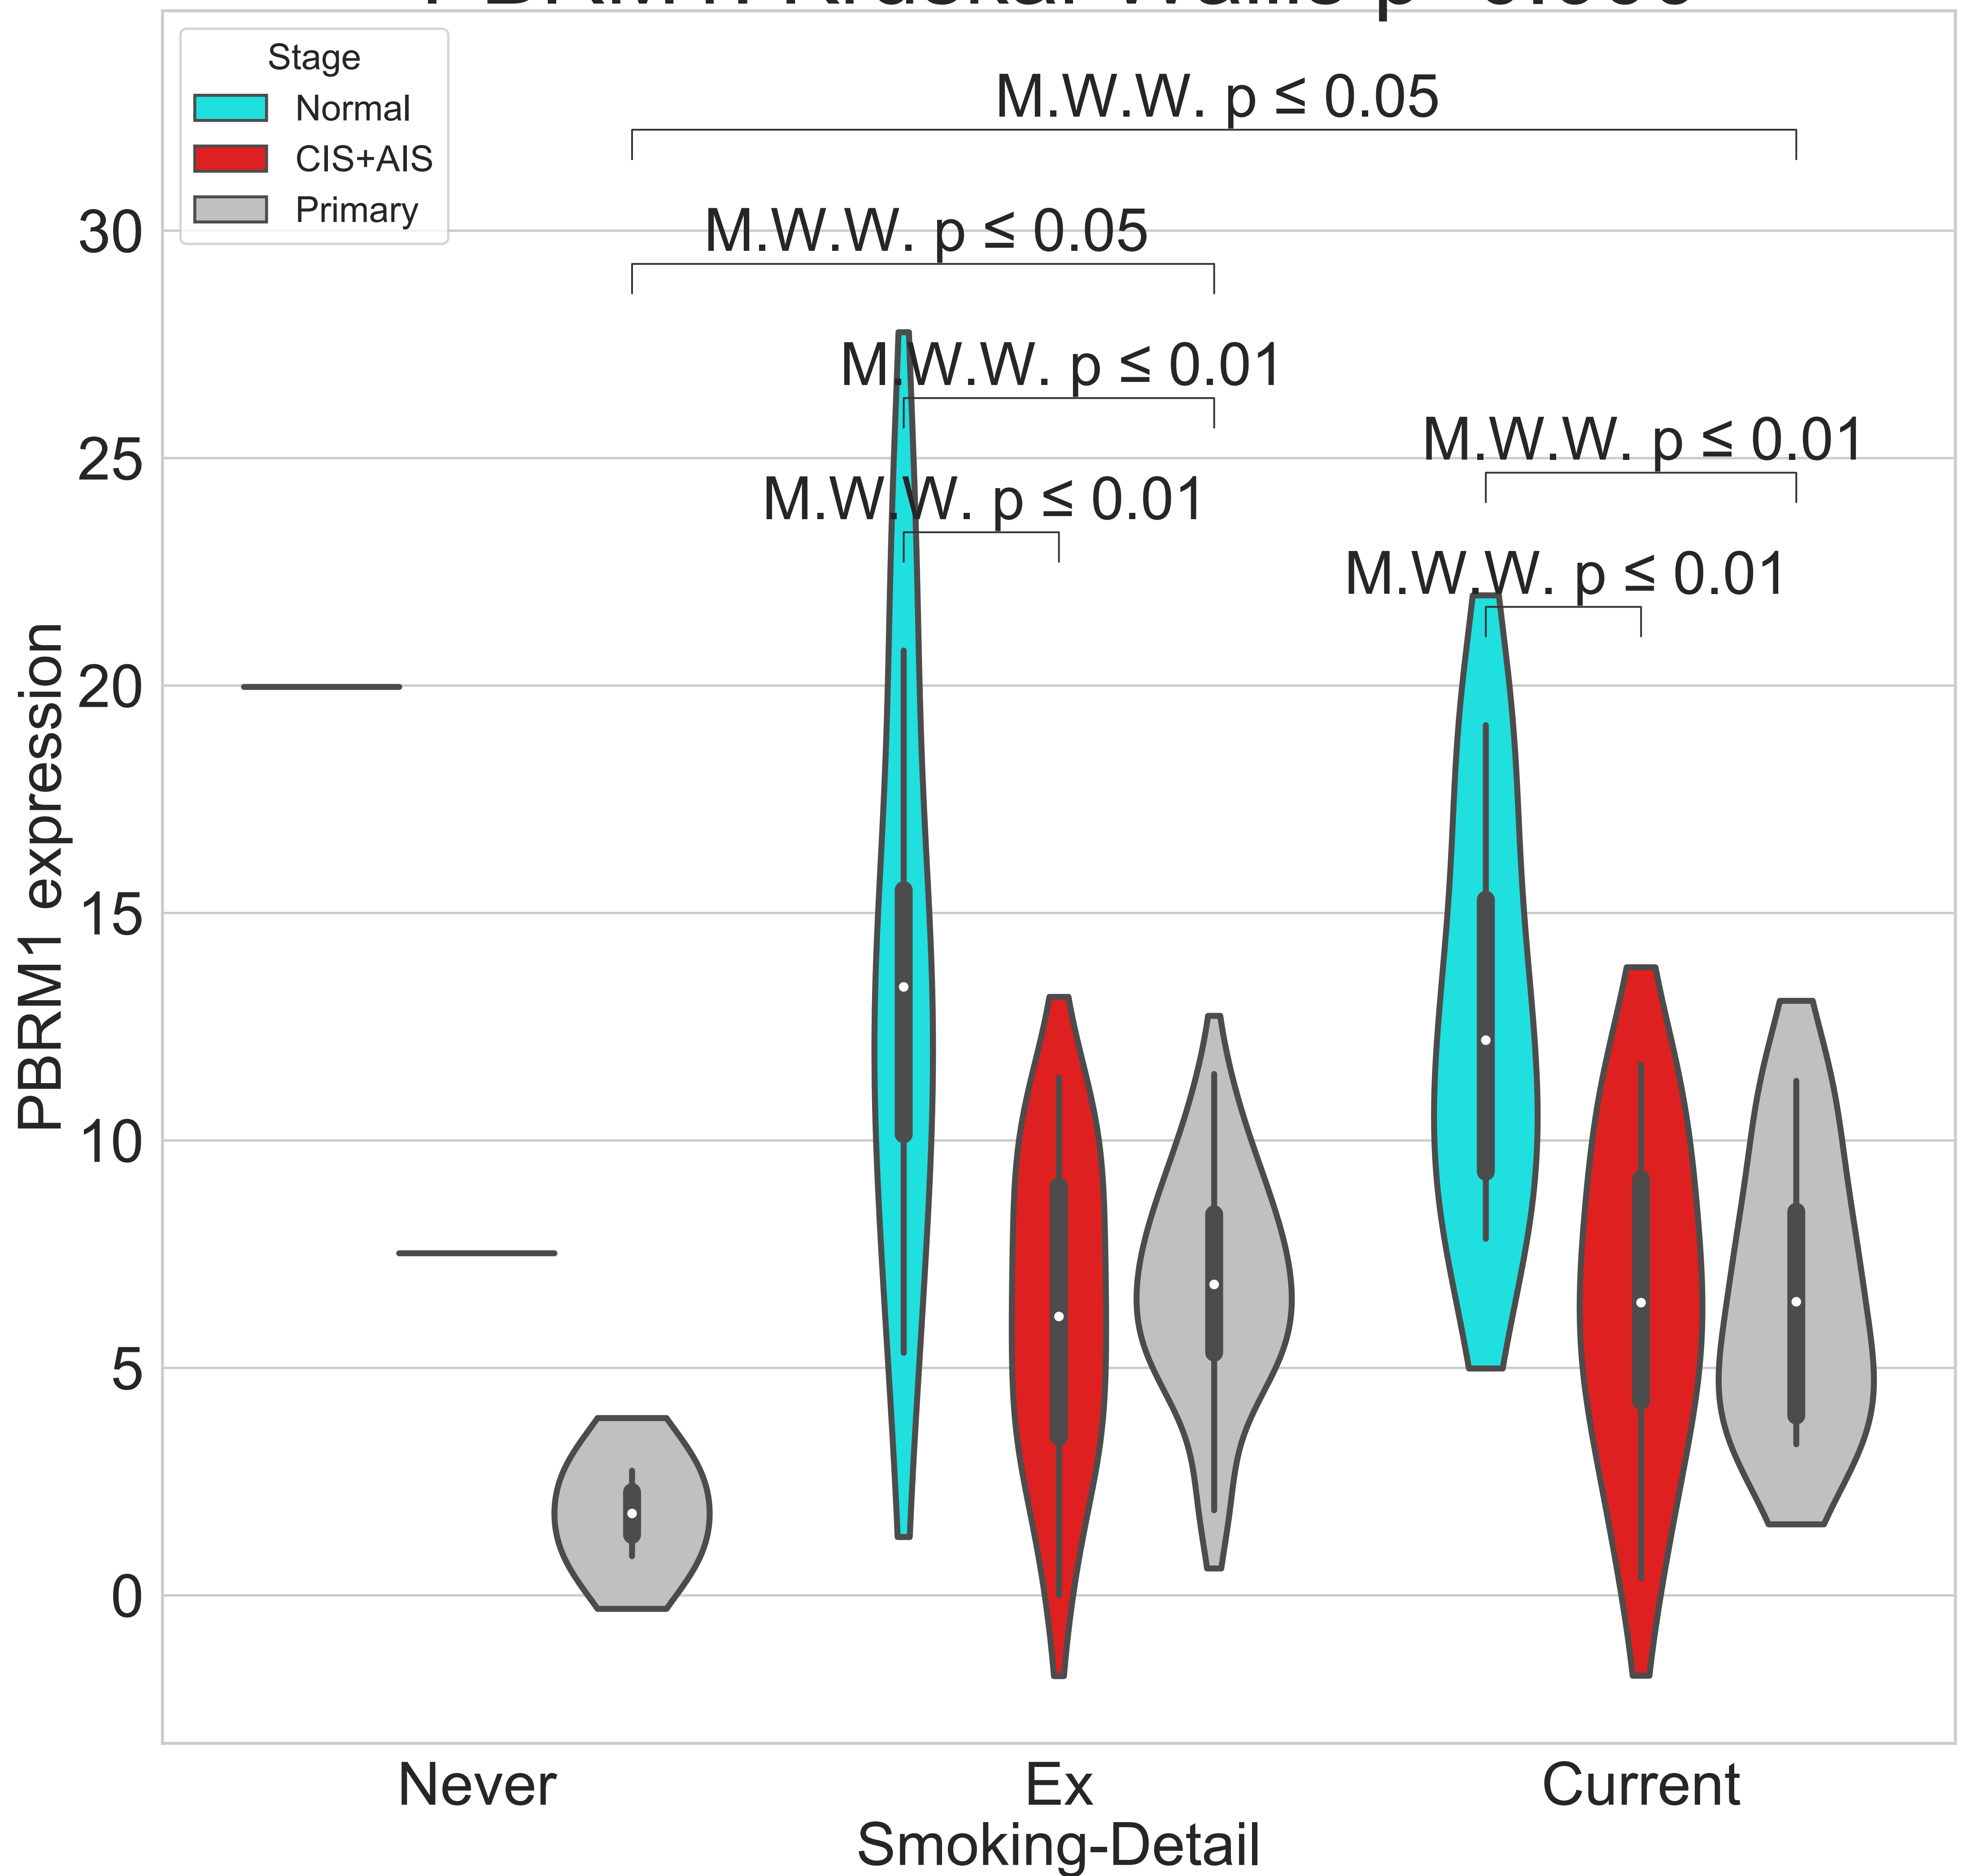 Stage
Normal
CIS+AIS
Primary
M.W.W. p ≤ 0.05
M.W.W. p ≤ 0.05
M.W.W. p ≤ 0.01
M.W.W. p ≤ 0.01
M.W.W. p ≤ 0.01
M.W.W. p ≤ 0.01
30
25
20
15
10
5
0
PBRM1 expression
Never
Ex
Current
Smoking-Detail